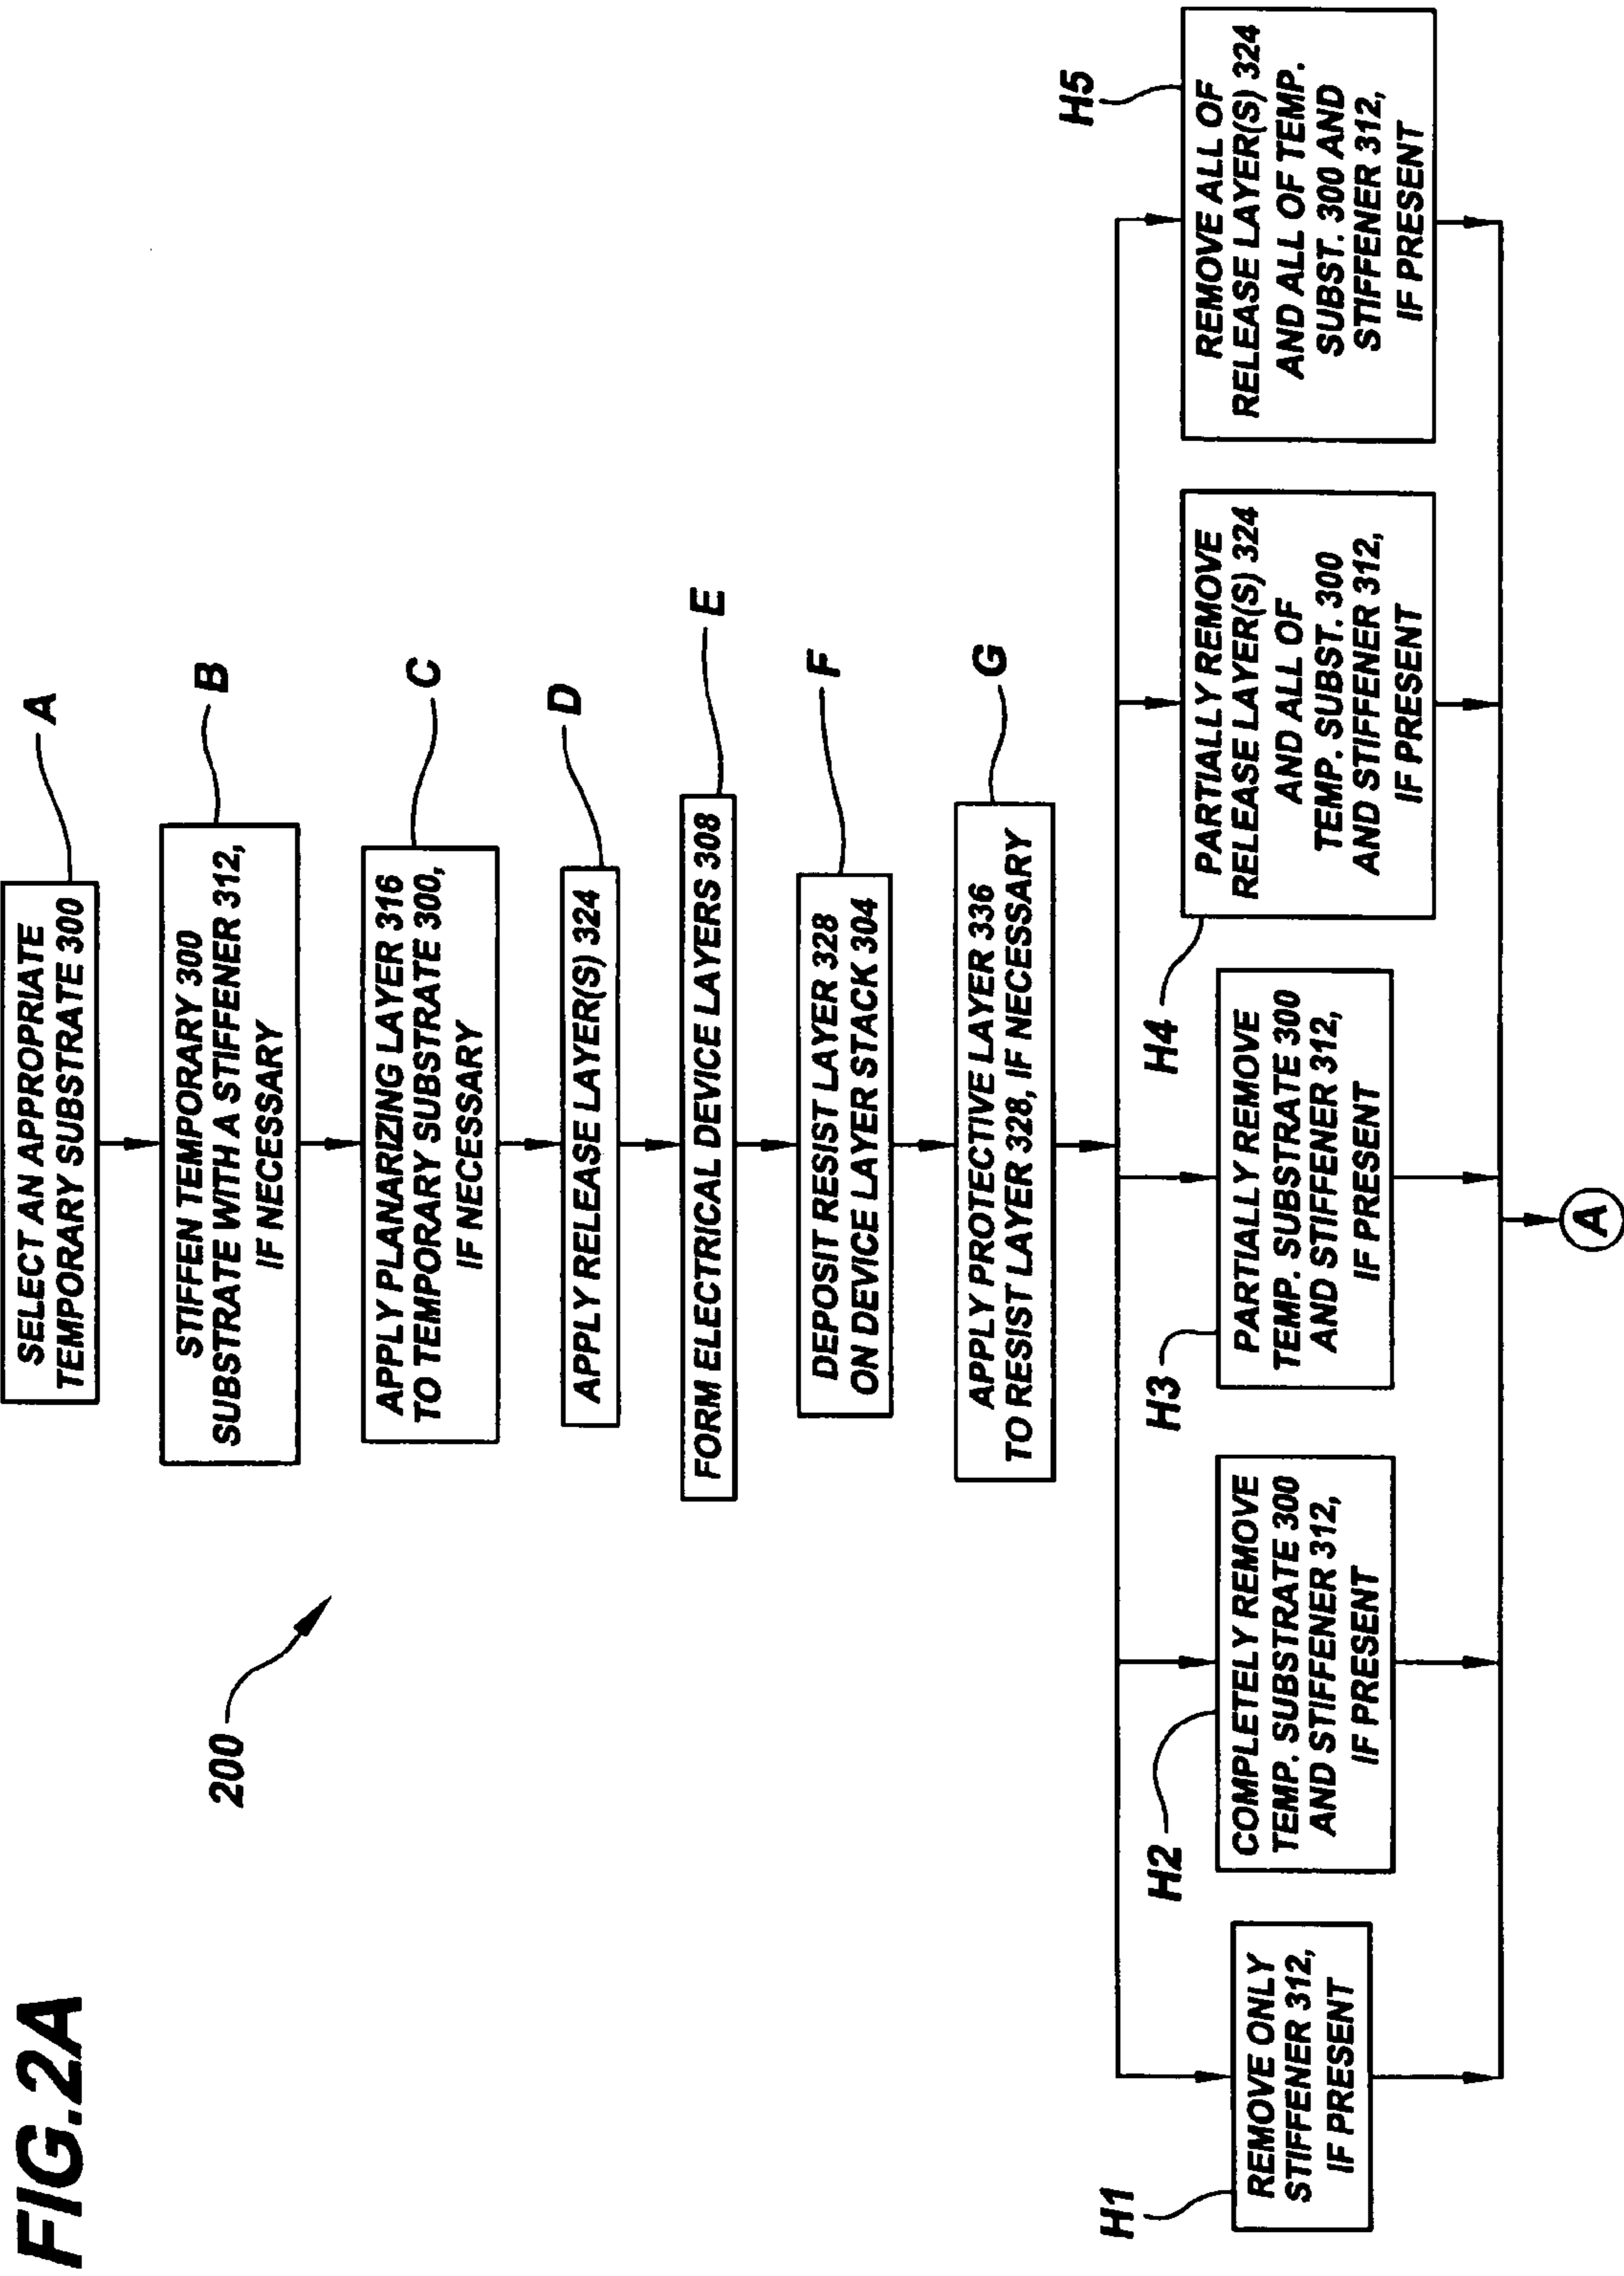 FIG.2A
200
SELECT AN APPROPRIATE
TEMPORARY SUBSTRATE 300
A
STIFFEN TEMPORARY 300
SUBSTRATE WITH A STIFFENER 312,
IF NECESSARY
B
APPLY PLANARIZING LAYER 316
TO TEMPORARY SUBSTRATE 300,
IF NECESSARY
C
APPLY RELEASE LAYER(S) 324
D
FORM ELECTRICAL DEVICE LAYERS 308
E
DEPOSIT RESIST LAYER 328
ON DEVICE LAYER STACK 304
F
APPLY PROTECTIVE LAYER 336
TO RESIST LAYER 328, IF NECESSARY
G
H1
REMOVE ONLY
STIFFENER 312,
IF PRESENT
H2
COMPLETELY REMOVE
TEMP. SUBSTRATE 300
AND STIFFENER 312,
IF PRESENT
H3
PARTIALLY REMOVE
TEMP. SUBSTRATE 300
AND STIFFENER 312,
IF PRESENT
H4
PARTIALLY REMOVE
RELEASE LAYER(S) 324
AND ALL OF
TEMP. SUBST. 300
AND STIFFENER 312,
IF PRESENT
H5
REMOVE ALL OF
RELEASE LAYER(S) 324
AND ALL OF TEMP.
SUBST. 300 AND
STIFFENER 312,
IF PRESENT
A